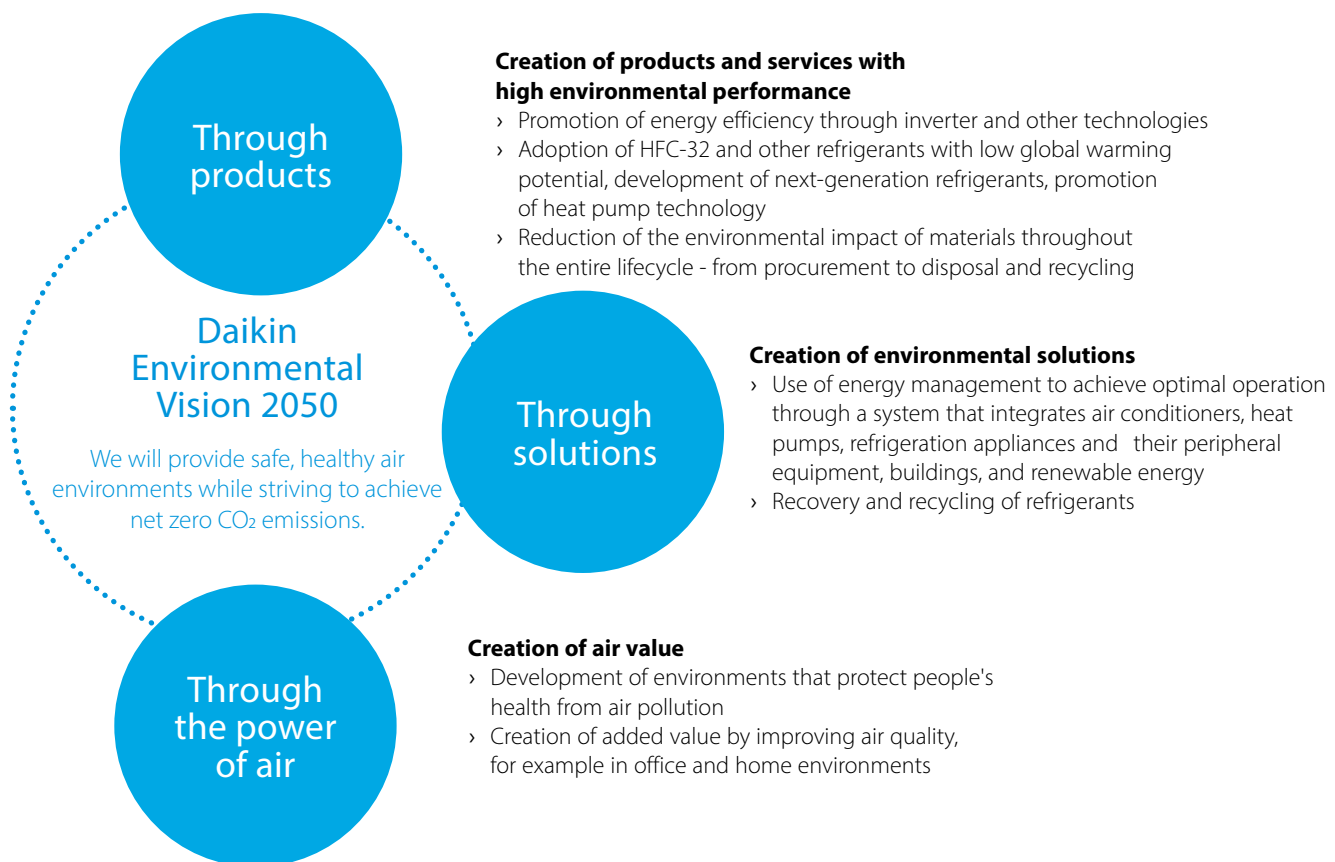 Through
products
Creation of products and services with
high environmental performance
› Promotion of energy efficiency through inverter and other technologies
› Adoption of HFC-32 and other refrigerants with low global warming
potential, development of next-generation refrigerants, promotion
of heat pump technology
› Reduction of the environmental impact of materials throughout
the entire lifecycle - from procurement to disposal and recycling
Daikin
Environmental
Vision 2050
We will provide safe, healthy air
environments while striving to achieve
net zero CO₂ emissions.
Through
solutions
Creation of environmental solutions
› Use of energy management to achieve optimal operation
through a system that integrates air conditioners, heat
pumps, refrigeration appliances and their peripheral
equipment, buildings, and renewable energy
› Recovery and recycling of refrigerants
Through
the power
of air
Creation of air value
› Development of environments that protect people's
health from air pollution
› Creation of added value by improving air quality,
for example in office and home environments